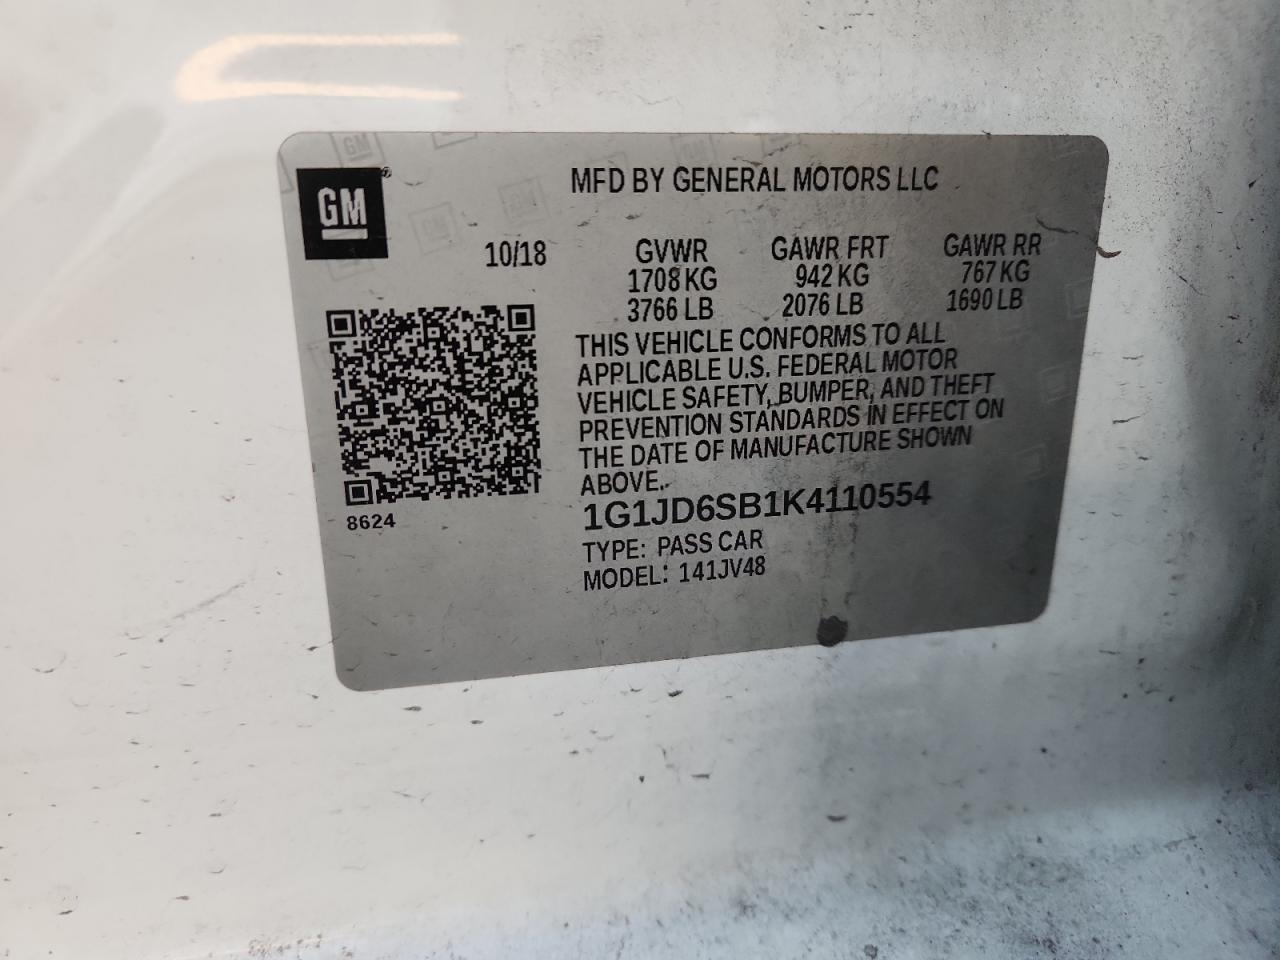 GM
MFD BY GENERAL MOTORS LLC
10/18 GVWR GAWR FRT GAWR RR
1708 KG 942 KG 767 KG
3766 LB 2076 LB 1690 LB
THIS VEHICLE CONFORMS TO ALL
APPLICABLE U.S. FEDERAL MOTOR
VEHICLE SAFETY, BUMPER, AND THEFT
PREVENTION STANDARDS IN EFFECT ON
THE DATE OF MANUFACTURE SHOWN
ABOVE.
8624
1G1JD6SB1K4110554
TYPE: PASS CAR
MODEL: 141JV48